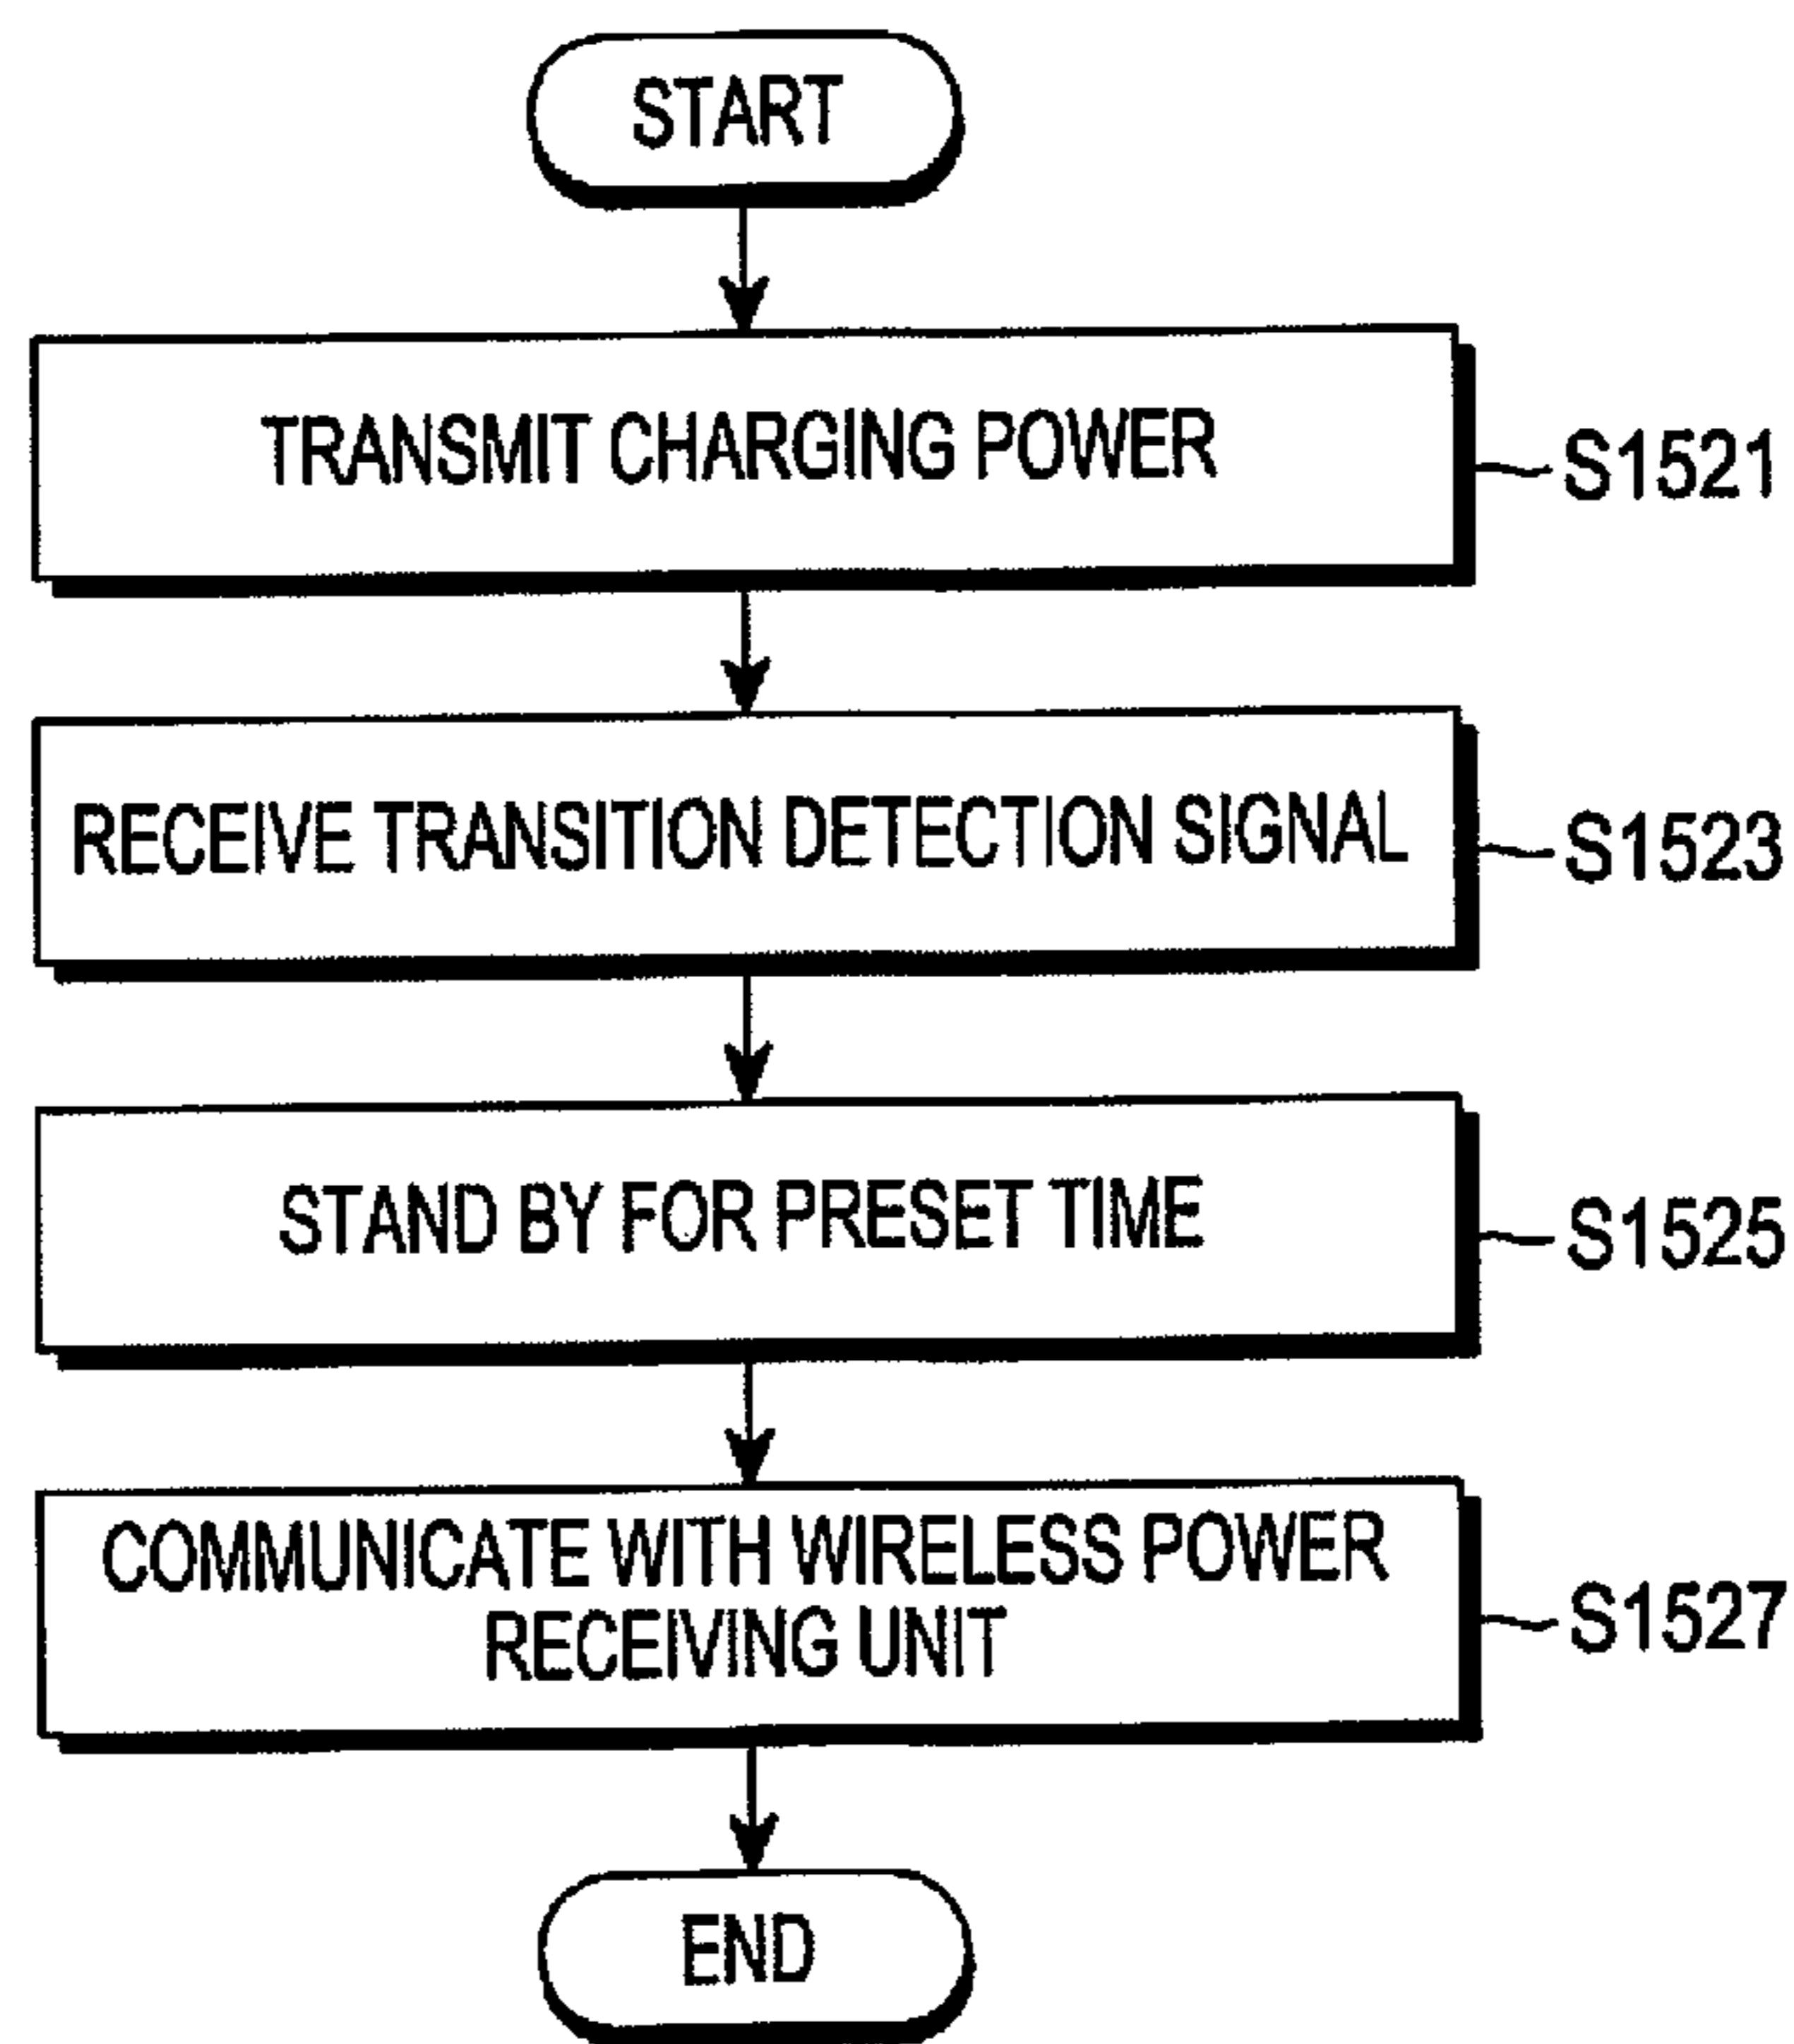 START
TRANSMIT CHARGING POWER
S1521
RECEIVE TRANSITION DETECTION SIGNAL
S1523
STAND BY FOR PRESET TIME
S1525
COMMUNICATE WITH WIRELESS POWER
RECEIVING UNIT
S1527
END